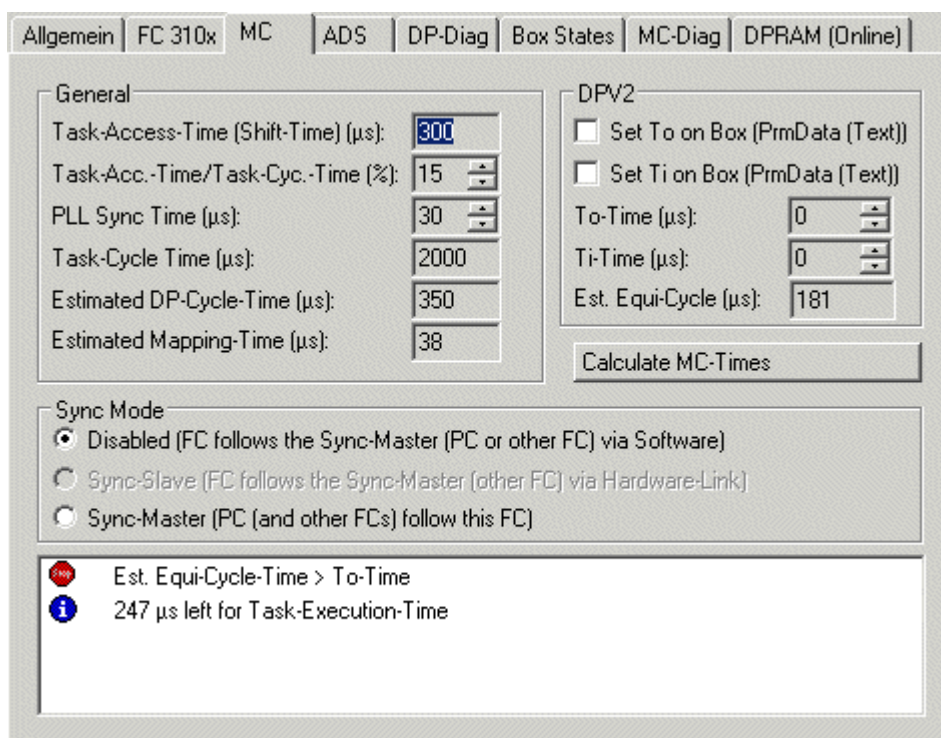 Allgemein FC 310x MC ADS DP-Diag Box States MC-Diag DPRAM (Online)
General
Task-Access-Time (Shift-Time) (µs): 300
Task-Acc.-Time/Task-Cyc.-Time (%): 15
PLL Sync Time (µs): 30
Task-Cycle Time (µs): 2000
Estimated DP-Cycle-Time (µs): 350
Estimated Mapping-Time (µs): 38
DPV2
Set To on Box (PrmData (Text))
Set Ti on Box (PrmData (Text))
To-Time (µs): 0
Ti-Time (µs): 0
Est. Equi-Cycle (µs): 181
Calculate MC-Times
Sync Mode
Disabled (FC follows the Sync-Master (PC or other FC) via Software)
Sync-Slave (FC follows the Sync-Master (other FC) via Hardware-Link)
Sync-Master (PC (and other FCs) follow this FC)
Stop Est. Equi-Cycle-Time > To-Time
i 247 µs left for Task-Execution-Time